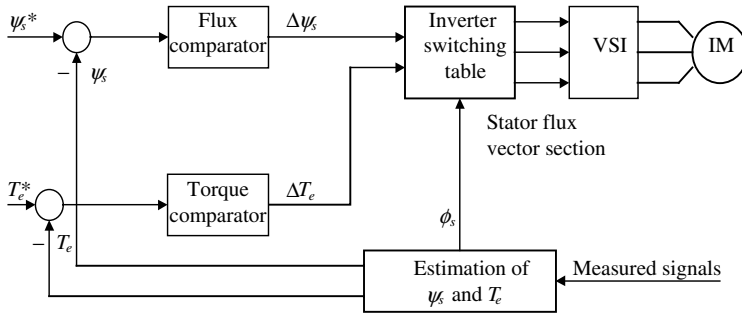 ψs*
Flux
comparator
Δψs
Inverter
switching
table
VSI
IM
−
ψs
Stator flux
vector section
Te*
Torque
comparator
ΔTe
ϕs
−
Te
Estimation of
ψs and Te
Measured signals